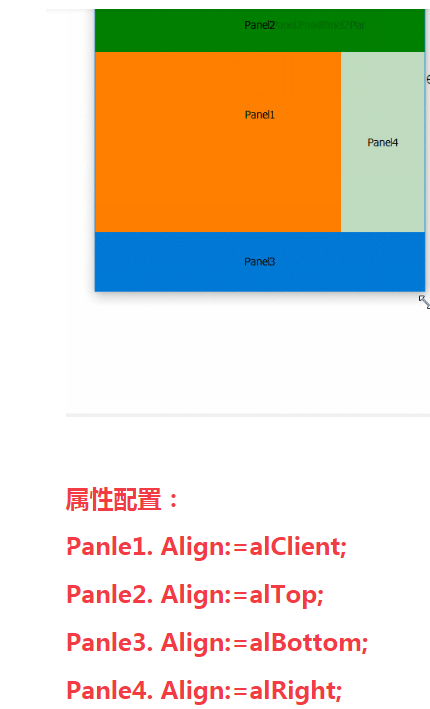 Panel2
Panel1
Panel4
Panel3
属性配置：
Panle1. Align:=alClient;
Panle2. Align:=alTop;
Panle3. Align:=alBottom;
Panle4. Align:=alRight;